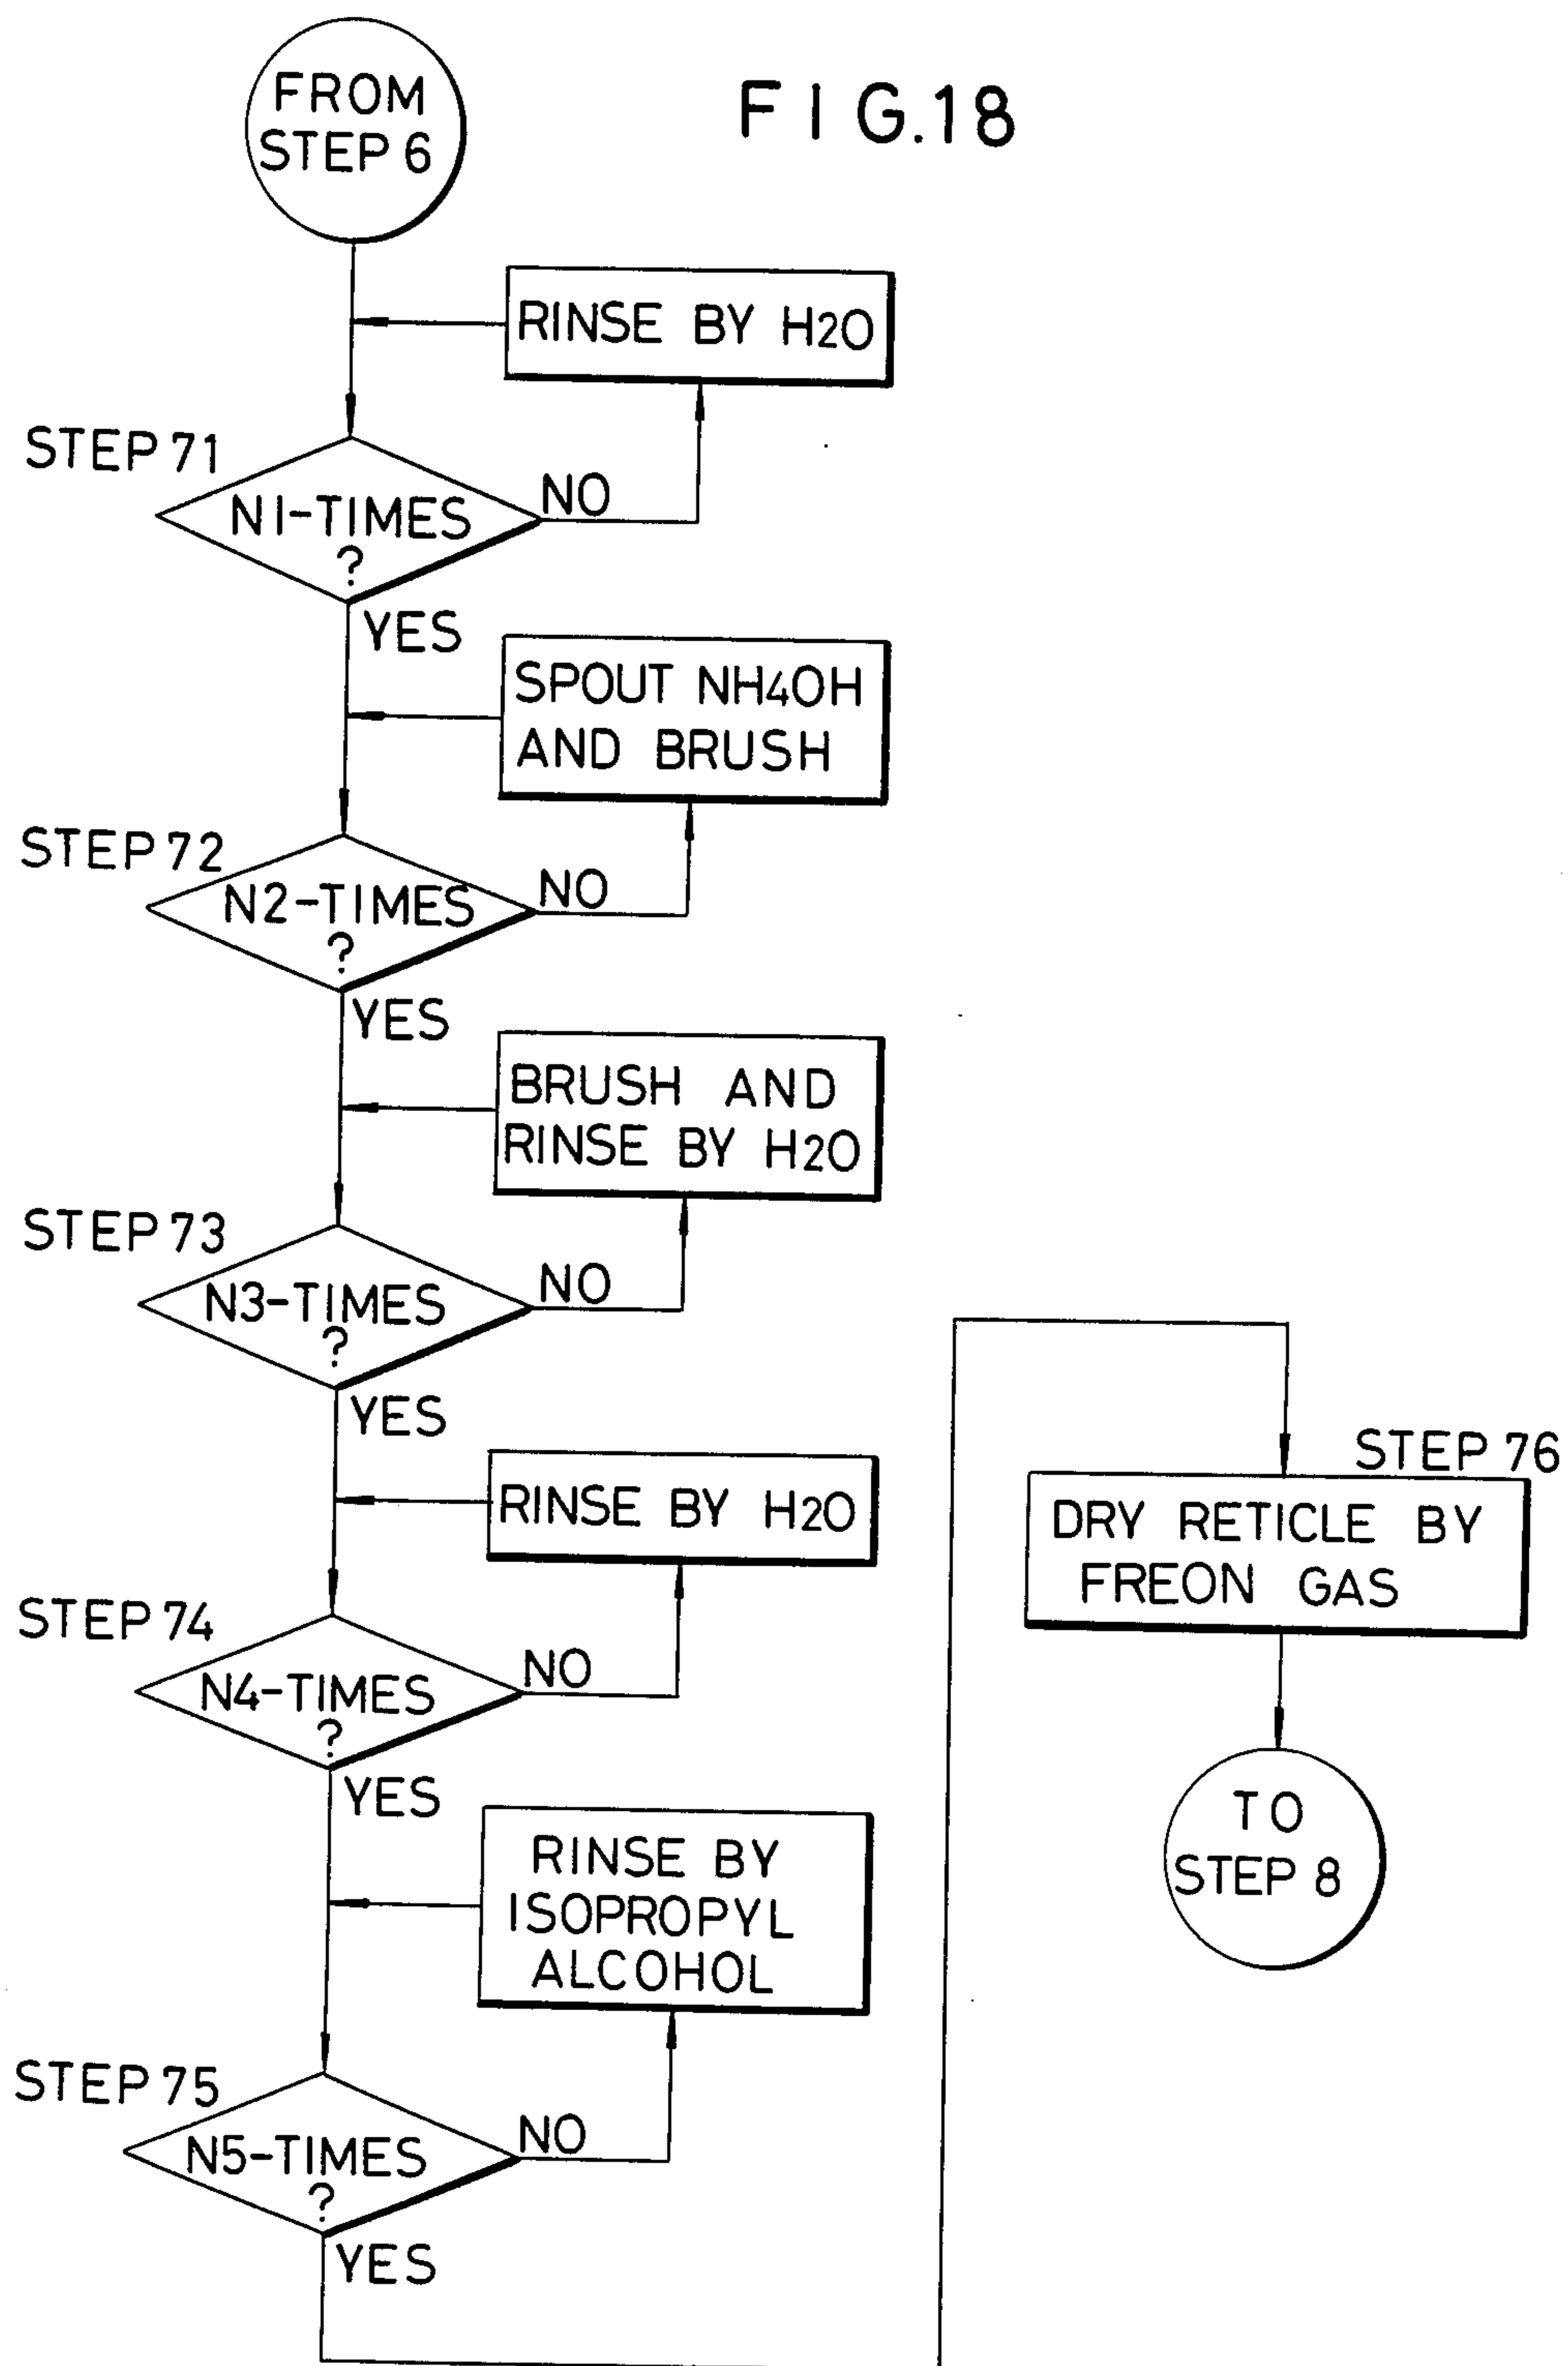 FROM
STEP 6
FIG.18
RINSE BY H2O
STEP 71
N1-TIMES
?
NO
YES
SPOUT NH4OH
AND BRUSH
STEP 72
N2-TIMES
?
NO
YES
BRUSH AND
RINSE BY H2O
STEP 73
N3-TIMES
?
NO
YES
RINSE BY H2O
STEP 74
N4-TIMES
?
NO
YES
RINSE BY
ISOPROPYL
ALCOHOL
STEP 75
N5-TIMES
?
NO
YES
STEP 76
DRY RETICLE BY
FREON GAS
TO
STEP 8